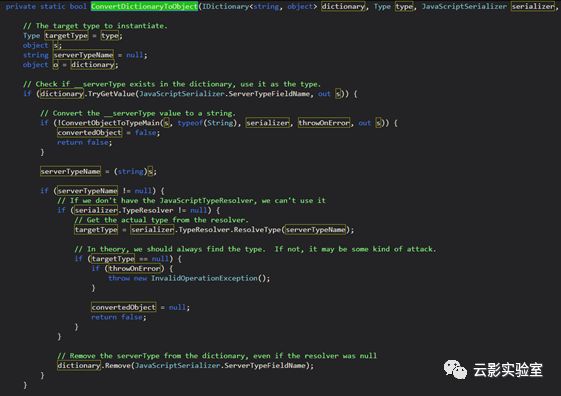 private static bool ConvertDictionaryToObject(IDictionary<string, object> dictionary, Type type, JavaScriptSerializer serializer,
// The target type to instantiate.
Type targetType = type;
object s;
string serverTypeName = null;
object o = dictionary;
// Check if __serverType exists in the dictionary, use it as the type.
if (dictionary.TryGetValue(JavaScriptSerializer.ServerTypeFieldName, out s)) {
// Convert the __serverType value to a string.
if (!ConvertObjectToTypeMain(s, typeof(String), serializer, throwOnError, out s)) {
convertedObject = false;
return false;
}
serverTypeName = (string)s;
if (serverTypeName != null) {
// If we don't have the JavaScriptTypeResolver, we can't use it
if (serializer.TypeResolver != null) {
// Get the actual type from the resolver.
targetType = serializer.TypeResolver.ResolveType(serverTypeName);
// In theory, we should always find the type.  If not, it may be some kind of attack.
if (targetType == null) {
if (throwOnError) {
throw new InvalidOperationException();
}
convertedObject = null;
return false;
}
}
// Remove the serverType from the dictionary, even if the resolver was null
dictionary.Remove(JavaScriptSerializer.ServerTypeFieldName);
}
}
云影实验室